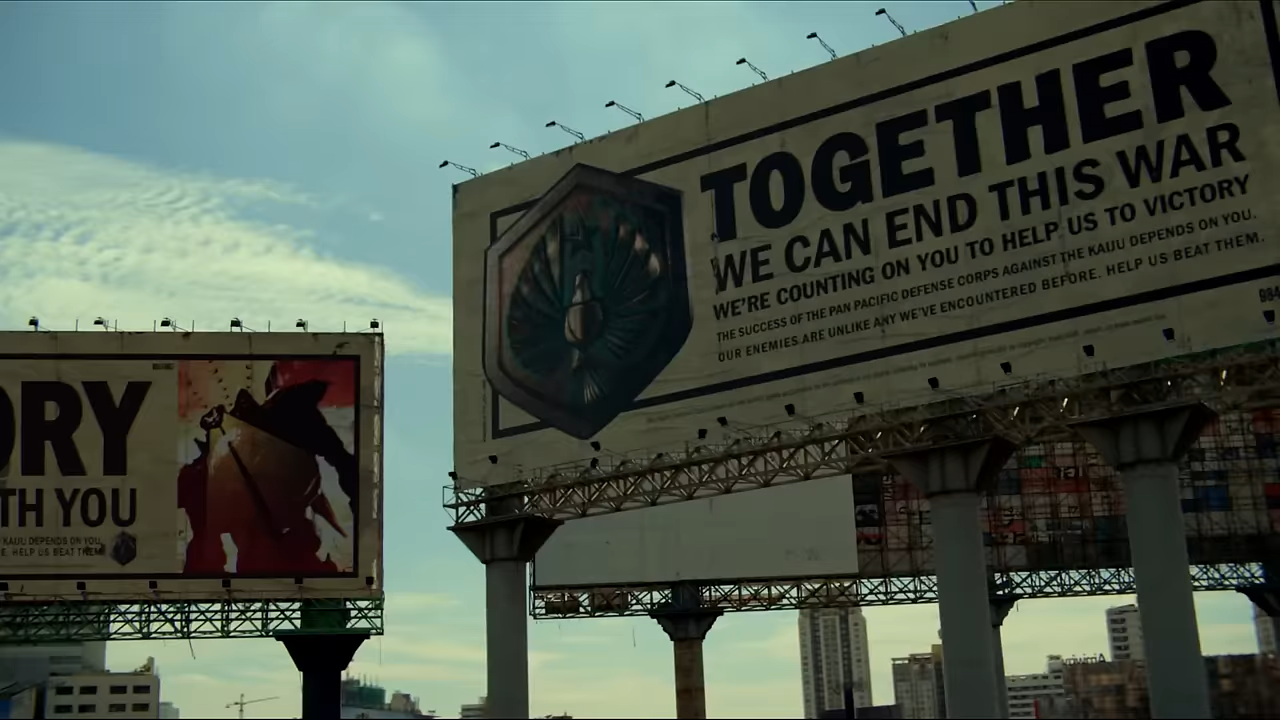 TOGETHER
WE CAN END THIS WAR
WE'RE COUNTING ON YOU TO HELP US TO VICTORY
THE SUCCESS OF THE PAN PACIFIC DEFENSE CORPS AGAINST THE KAIJU DEPENDS ON YOU.
OUR ENEMIES ARE UNLIKE ANY WE'VE ENCOUNTERED BEFORE. HELP US BEAT THEM.
984
ORY
TH YOU
KAIJU DEPENDS ON YOU.
E. HELP US BEAT THEM